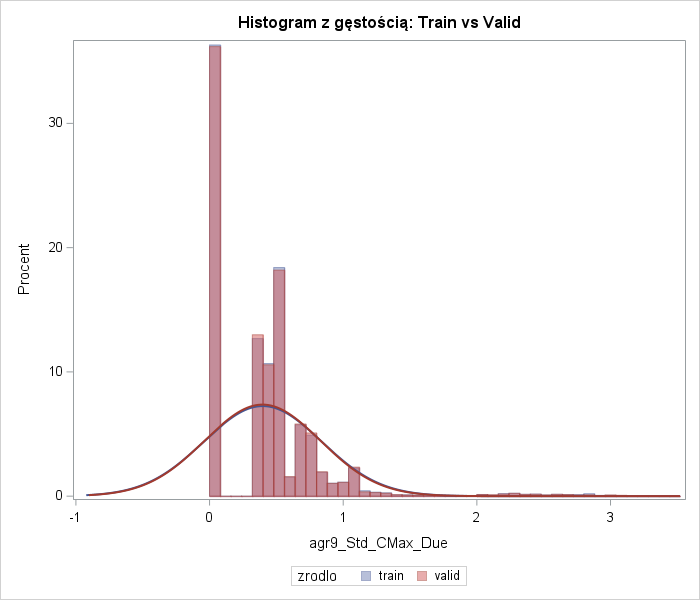 Histogram z gęstością: Train vs Valid
Procent
30
20
10
0
-1 0 1 2 3
agr9_Std_CMax_Due
zrodlo train valid